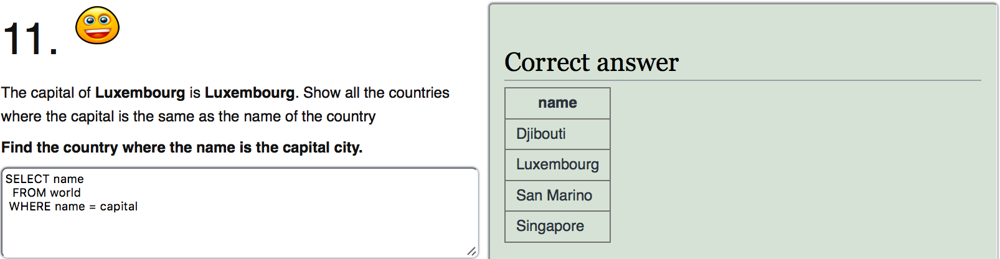 11.
The capital of Luxembourg is Luxembourg. Show all the countries
where the capital is the same as the name of the country
Find the country where the name is the capital city.
SELECT name
FROM world
WHERE name = capital
Correct answer
name
Djibouti
Luxembourg
San Marino
Singapore